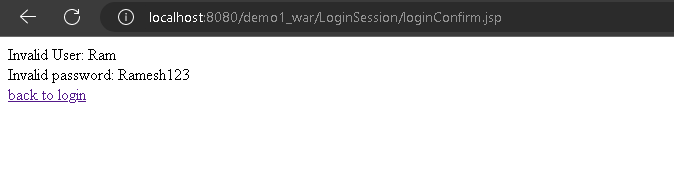 localhost:8080/demo1_war/LoginSession/loginConfirm.jsp
Invalid User: Ram
Invalid password: Ramesh123
back to login